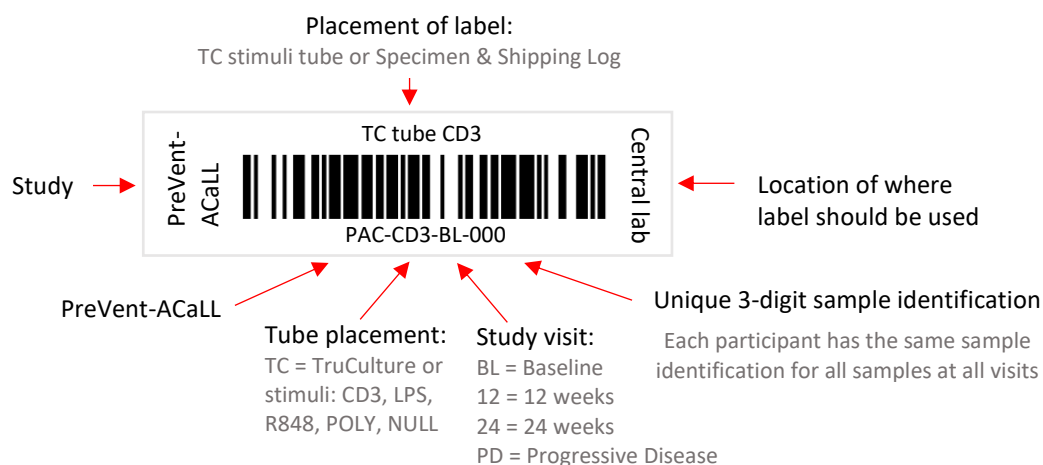 Placement of label:
TC stimuli tube or Specimen & Shipping Log
TC tube CD3
PreVent-
ACaLL
Central lab
PAC-CD3-BL-000
Study
Location of where
label should be used
PreVent-ACaLL
Tube placement:
TC = TruCulture or
stimuli: CD3, LPS,
R848, POLY, NULL
Study visit:
BL = Baseline
12 = 12 weeks
24 = 24 weeks
PD = Progressive Disease
Unique 3-digit sample identification
Each participant has the same sample
identification for all samples at all visits